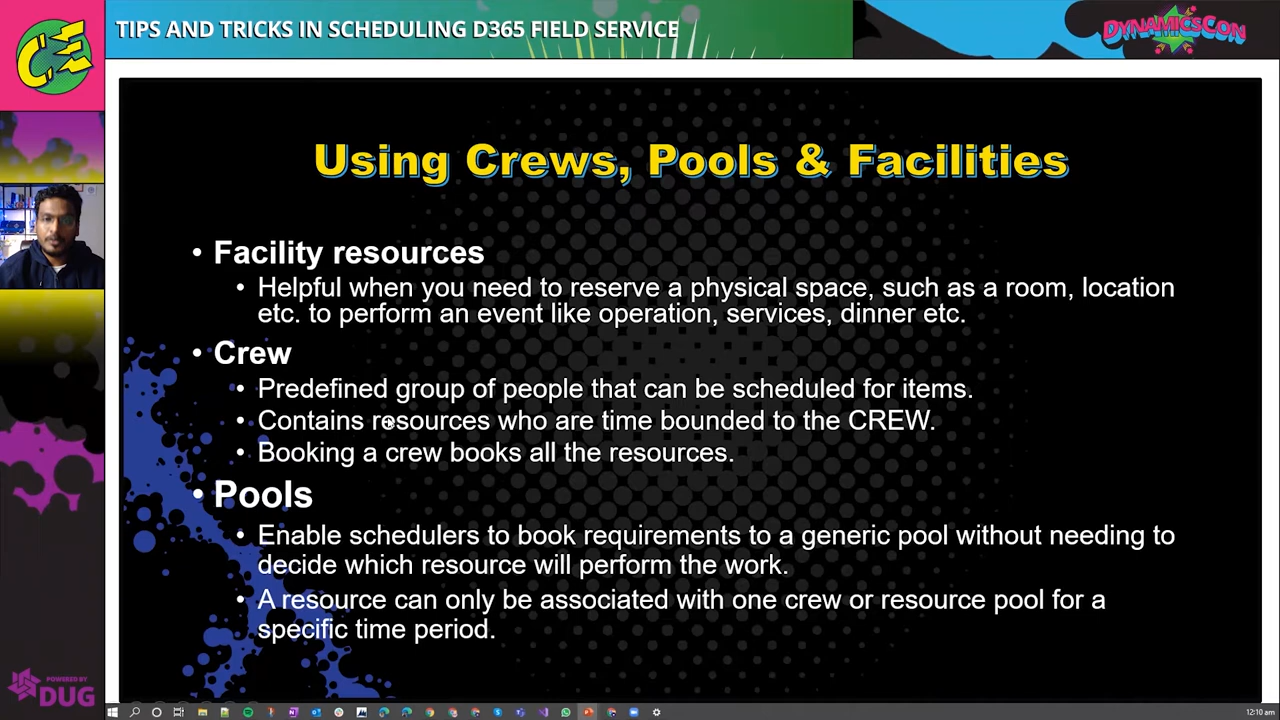 CE
TIPS AND TRICKS IN SCHEDULING D365 FIELD SERVICE
DYNAMICSCON
Using Crews, Pools & Facilities
• Facility resources
• Helpful when you need to reserve a physical space, such as a room, location
etc. to perform an event like operation, services, dinner etc.
• Crew
• Predefined group of people that can be scheduled for items.
• Contains resources who are time bounded to the CREW.
• Booking a crew books all the resources.
• Pools
• Enable schedulers to book requirements to a generic pool without needing to
decide which resource will perform the work.
• A resource can only be associated with one crew or resource pool for a
specific time period.
POWERED BY
DUG
12:10 am